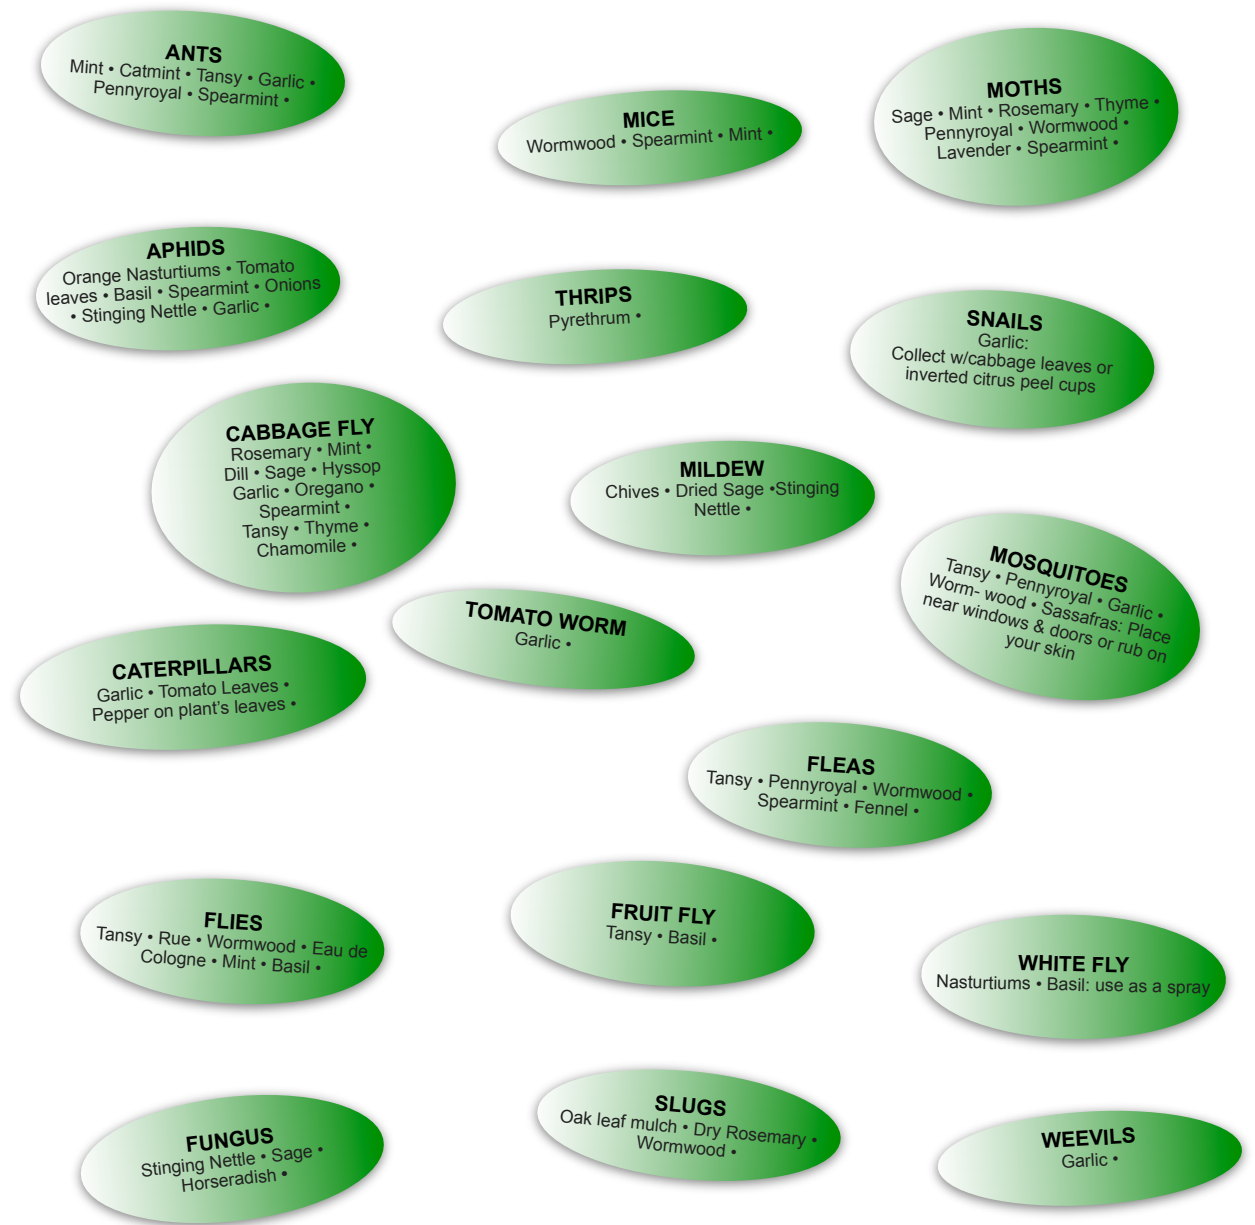 ANTS
Mint • Catmint • Tansy • Garlic •
Pennyroyal • Spearmint •
MICE
Wormwood • Spearmint • Mint •
MOTHS
Sage • Mint • Rosemary • Thyme •
Pennyroyal • Wormwood •
Lavender • Spearmint •
APHIDS
Orange Nasturtiums • Tomato
leaves • Basil • Spearmint • Onions
• Stinging Nettle • Garlic •
THRIPS
Pyrethrum •
SNAILS
Garlic:
Collect w/cabbage leaves or
inverted citrus peel cups
CABBAGE FLY
Rosemary • Mint •
Dill • Sage • Hyssop
Garlic • Oregano •
Spearmint •
Tansy • Thyme •
Chamomile •
MILDEW
Chives • Dried Sage •Stinging
Nettle •
MOSQUITOES
Tansy • Pennyroyal • Garlic •
Worm- wood • Sassafras: Place
near windows & doors or rub on
your skin
TOMATO WORM
Garlic •
CATERPILLARS
Garlic • Tomato Leaves •
Pepper on plant's leaves •
FLEAS
Tansy • Pennyroyal • Wormwood •
Spearmint • Fennel •
FLIES
Tansy • Rue • Wormwood • Eau de
Cologne • Mint • Basil •
FRUIT FLY
Tansy • Basil •
WHITE FLY
Nasturtiums • Basil: use as a spray
FUNGUS
Stinging Nettle • Sage •
Horseradish •
SLUGS
Oak leaf mulch • Dry Rosemary •
Wormwood •
WEEVILS
Garlic •